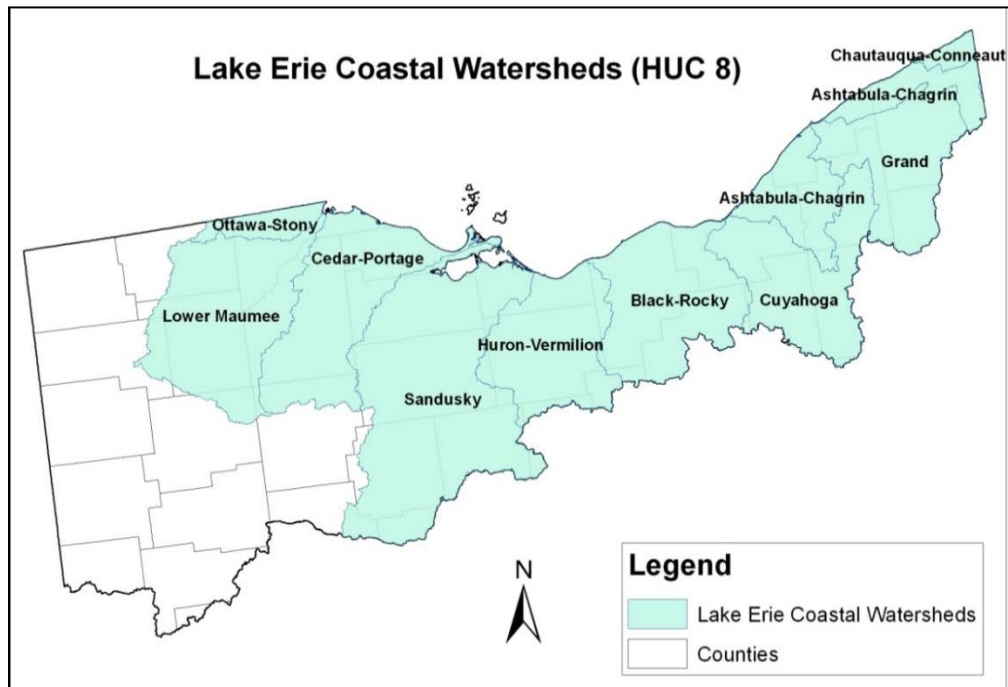 Lake Erie Coastal Watersheds (HUC 8)
Chautauqua-Conneaut
Ashtabula-Chagrin
Grand
Ashtabula-Chagrin
Ottawa-Stony
Cedar-Portage
Lower Maumee
Black-Rocky
Cuyahoga
Huron-Vermilion
Sandusky
N
Legend
Lake Erie Coastal Watersheds
Counties